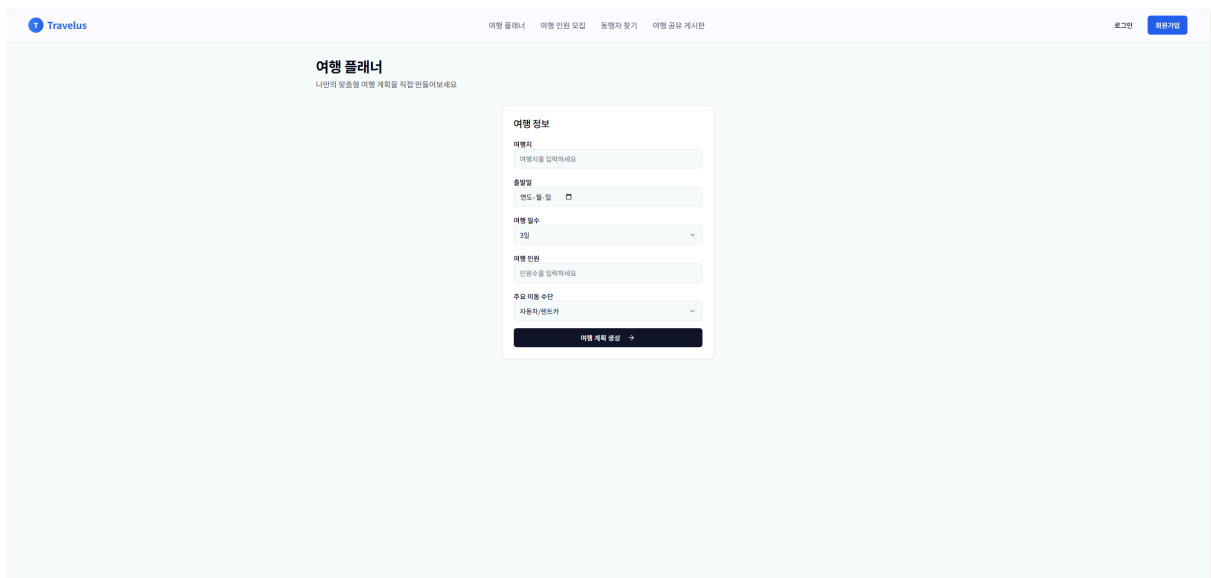 T Travelus
여행 플래너 여행 인원 모집 동행자 찾기 여행 공유 게시판
로그인 회원가입
여행 플래너
나만의 맞춤형 여행 계획을 직접 만들어보세요
여행 정보
여행지
여행지를 입력하세요
출발일
연도-월-일
여행 일수
3일
여행 인원
인원수를 입력하세요
주요 이동 수단
자동차/렌트카
여행 계획 생성 →